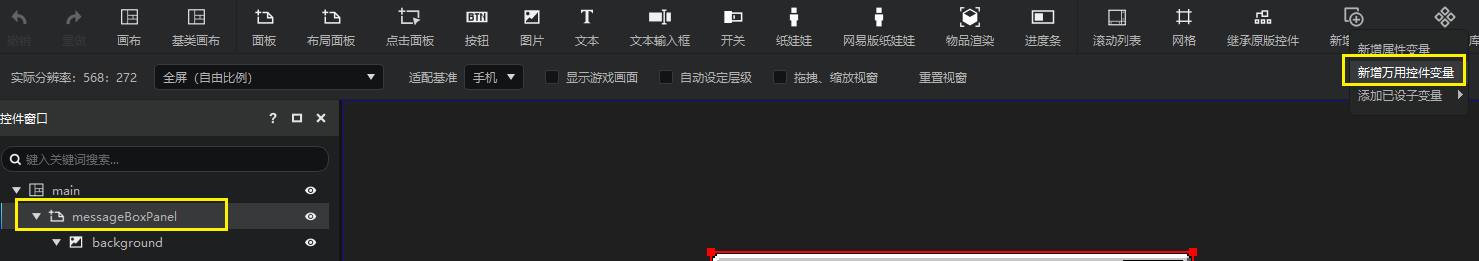 撤销 重做 画布 基类画布 面板 布局面板 点击面板 BTN 按钮 图片 T 文本 文本输入框 开关 纸娃娃 网易版纸娃娃 物品渲染 进度条 滚动列表 网格 继承原版控件 新增 库
新增属性变量
实际分辨率：568：272 全屏（自由比例） 适配基准 手机 显示游戏画面 自动设定层级 拖拽、缩放视窗 重置视窗 新增万用控件变量
添加已设子变量
控件窗口 ?
键入关键词搜索...
main
messageBoxPanel
background